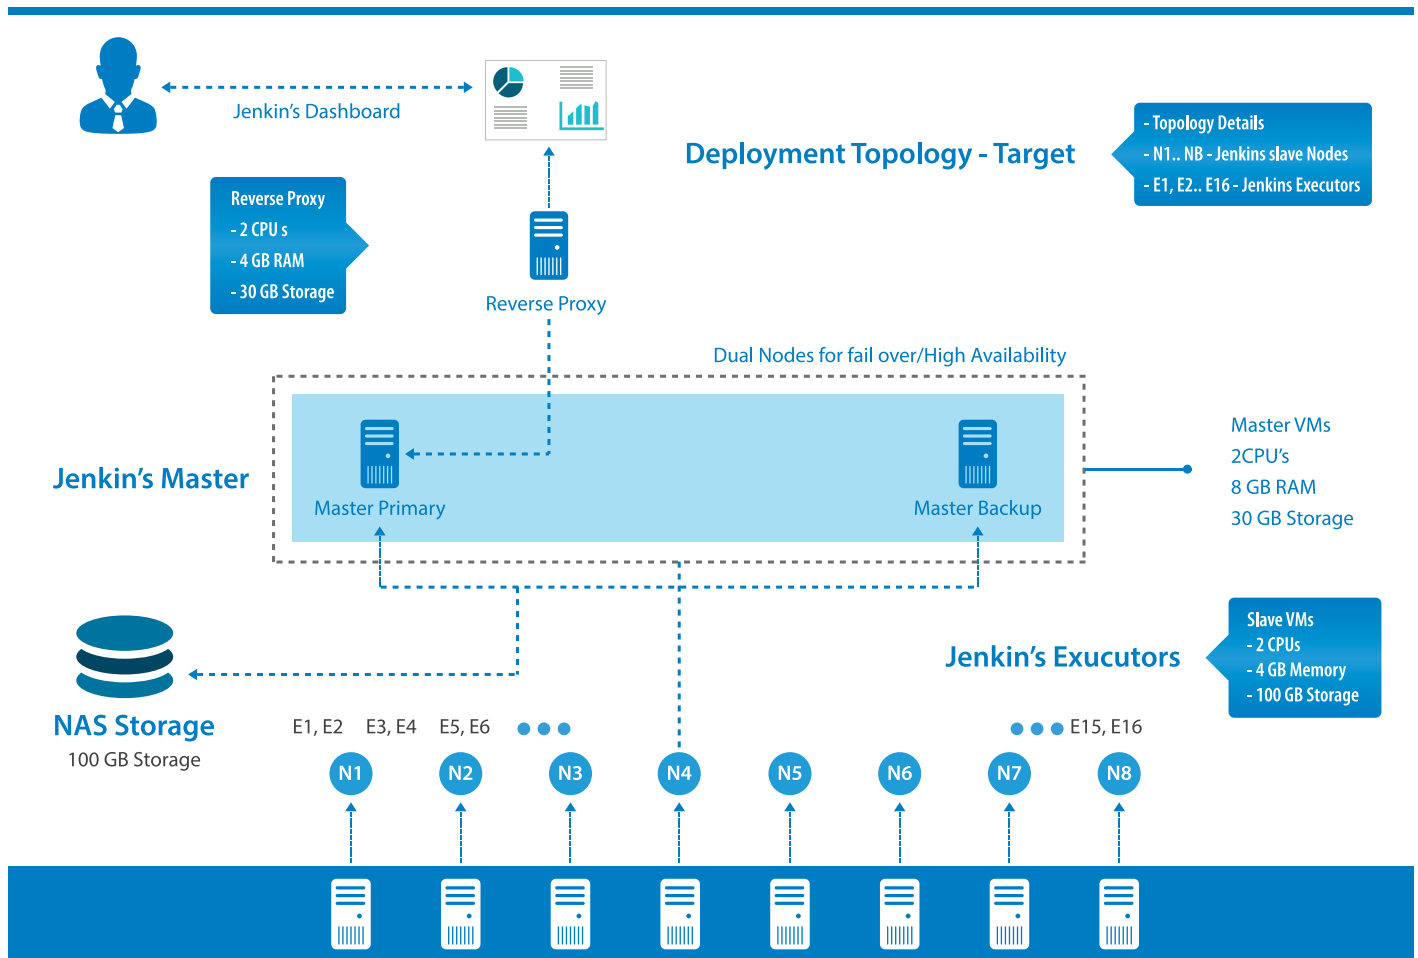 Jenkin's Dashboard
Deployment Topology - Target
- Topology Details
- N1.. NB - Jenkins slave Nodes
- E1, E2.. E16 - Jenkins Executors
Reverse Proxy
- 2 CPU s
- 4 GB RAM
- 30 GB Storage
Reverse Proxy
Dual Nodes for fail over/High Availability
Jenkin's Master
Master Primary
Master Backup
Master VMs
2CPU's
8 GB RAM
30 GB Storage
NAS Storage
100 GB Storage
Jenkin's Exucutors
Slave VMs
- 2 CPUs
- 4 GB Memory
- 100 GB Storage
E1, E2 E3, E4 E5, E6 E15, E16
N1 N2 N3 N4 N5 N6 N7 N8